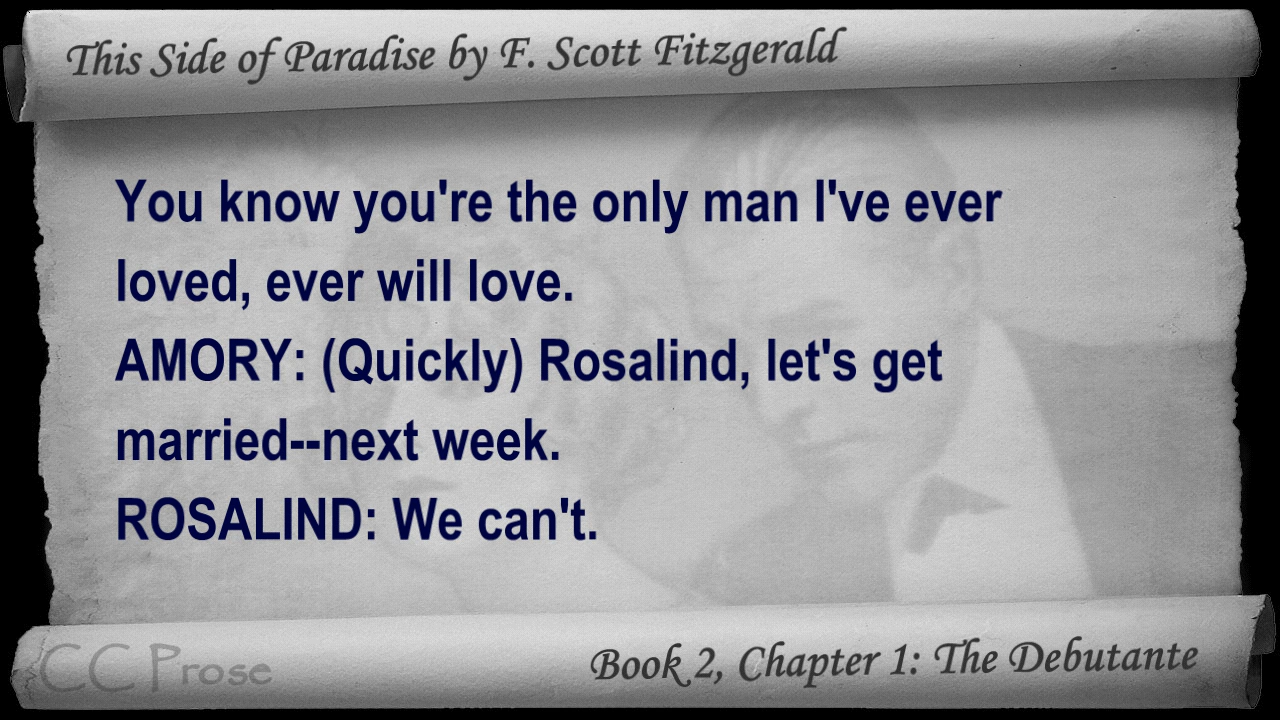 This Side of Paradise by F. Scott Fitzgerald
You know you're the only man I've ever
loved, ever will love.
AMORY: (Quickly) Rosalind, let's get
married--next week.
ROSALIND: We can't.
CC Prose
Book 2, Chapter 1: The Debutante